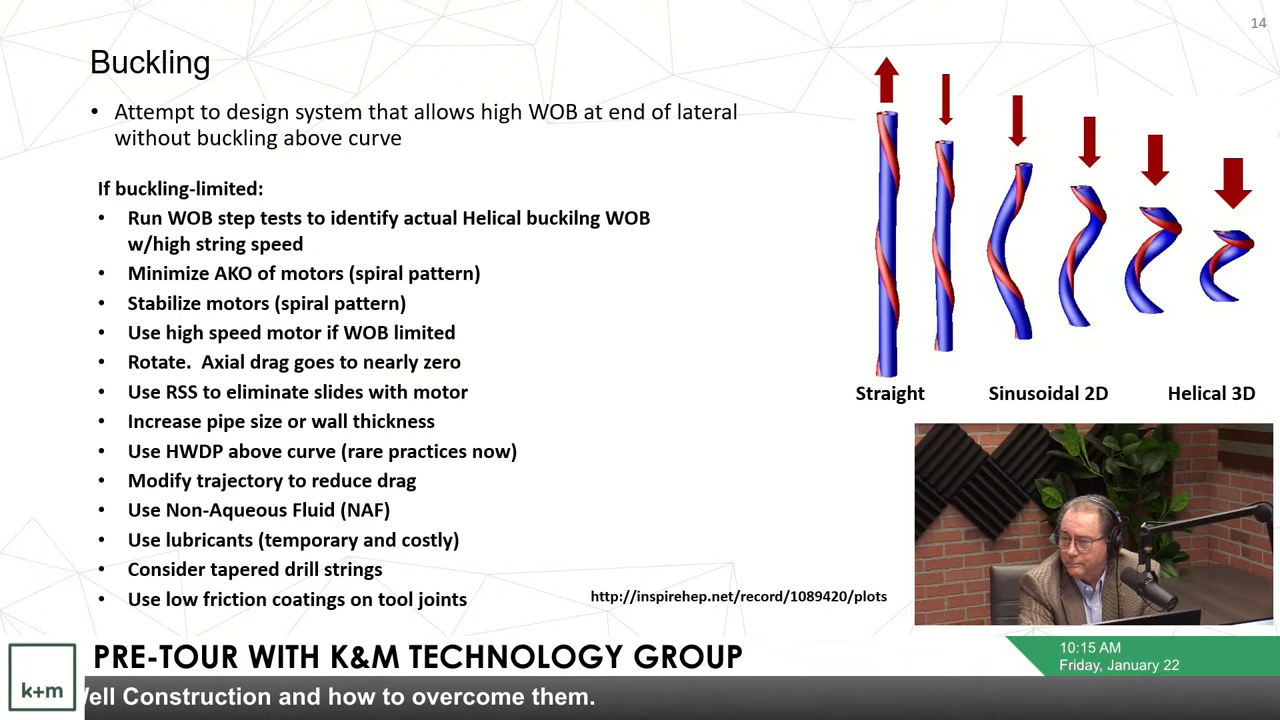 14
Buckling
• Attempt to design system that allows high WOB at end of lateral
without buckling above curve
If buckling-limited:
• Run WOB step tests to identify actual Helical buckilng WOB
w/high string speed
• Minimize AKO of motors (spiral pattern)
• Stabilize motors (spiral pattern)
• Use high speed motor if WOB limited
• Rotate.  Axial drag goes to nearly zero
• Use RSS to eliminate slides with motor
• Increase pipe size or wall thickness
• Use HWDP above curve (rare practices now)
• Modify trajectory to reduce drag
• Use Non-Aqueous Fluid (NAF)
• Use lubricants (temporary and costly)
• Consider tapered drill strings
• Use low friction coatings on tool joints
Straight
Sinusoidal 2D
Helical 3D
http://inspirehep.net/record/1089420/plots
PRE-TOUR WITH K&M TECHNOLOGY GROUP
10:15 AM
Friday, January 22
k+m
Well Construction and how to overcome them.